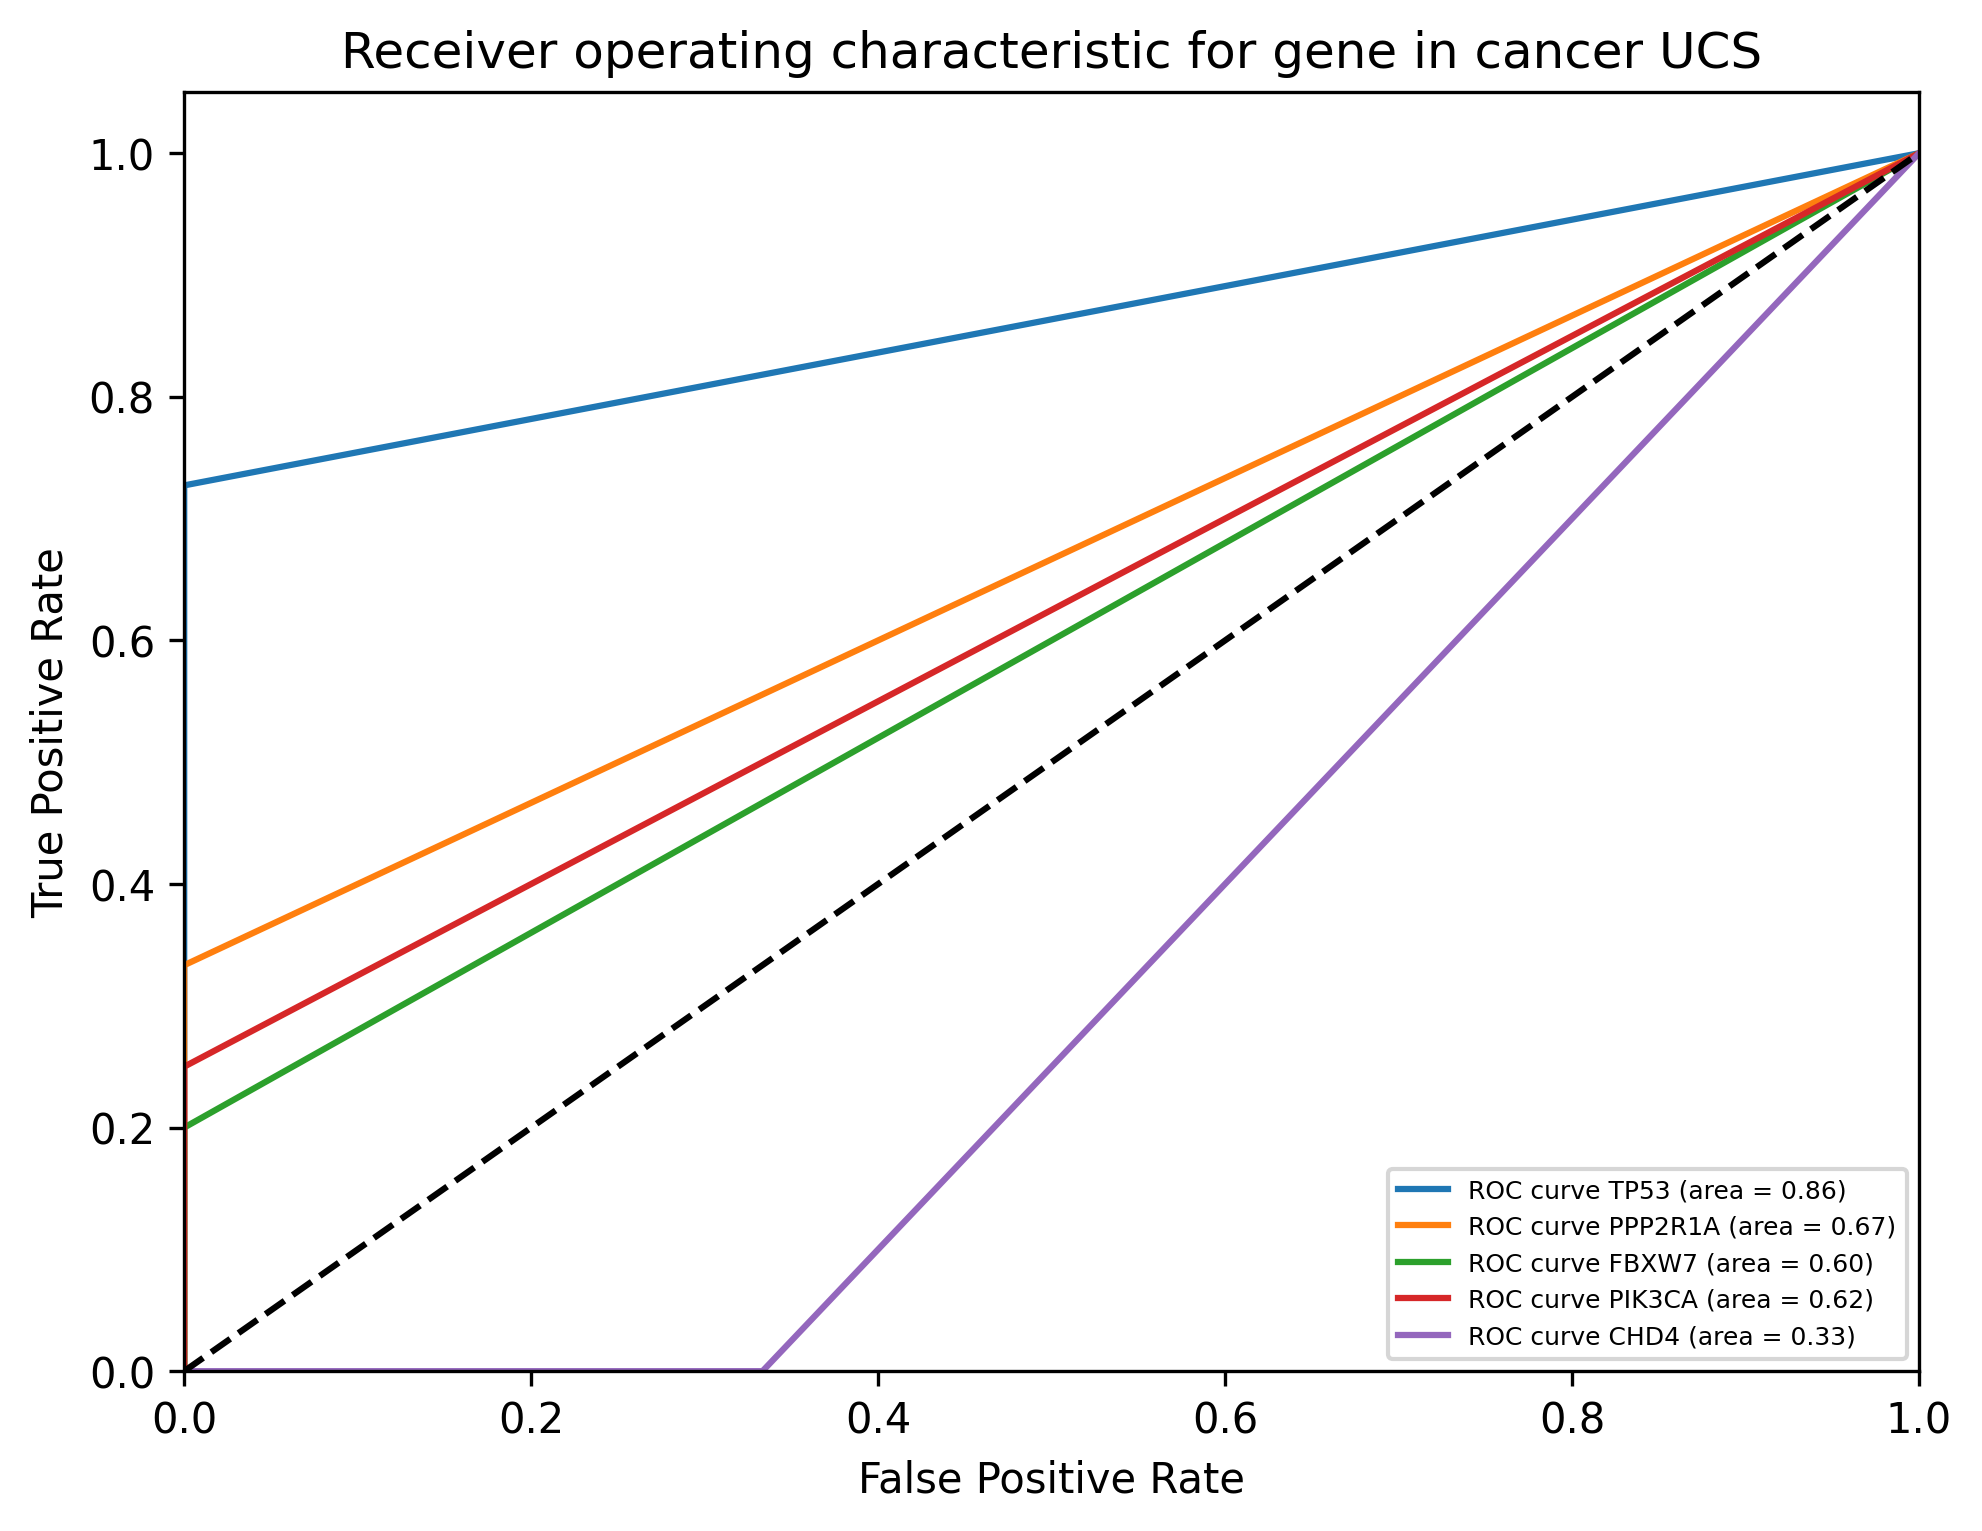 Receiver operating characteristic for gene in cancer UCS
True Positive Rate
1.0
0.8
0.6
0.4
0.2
0.0
ROC curve TP53 (area = 0.86)
ROC curve PPP2R1A (area = 0.67)
ROC curve FBXW7 (area = 0.60)
ROC curve PIK3CA (area = 0.62)
ROC curve CHD4 (area = 0.33)
0.0 0.2 0.4 0.6 0.8 1.0
False Positive Rate